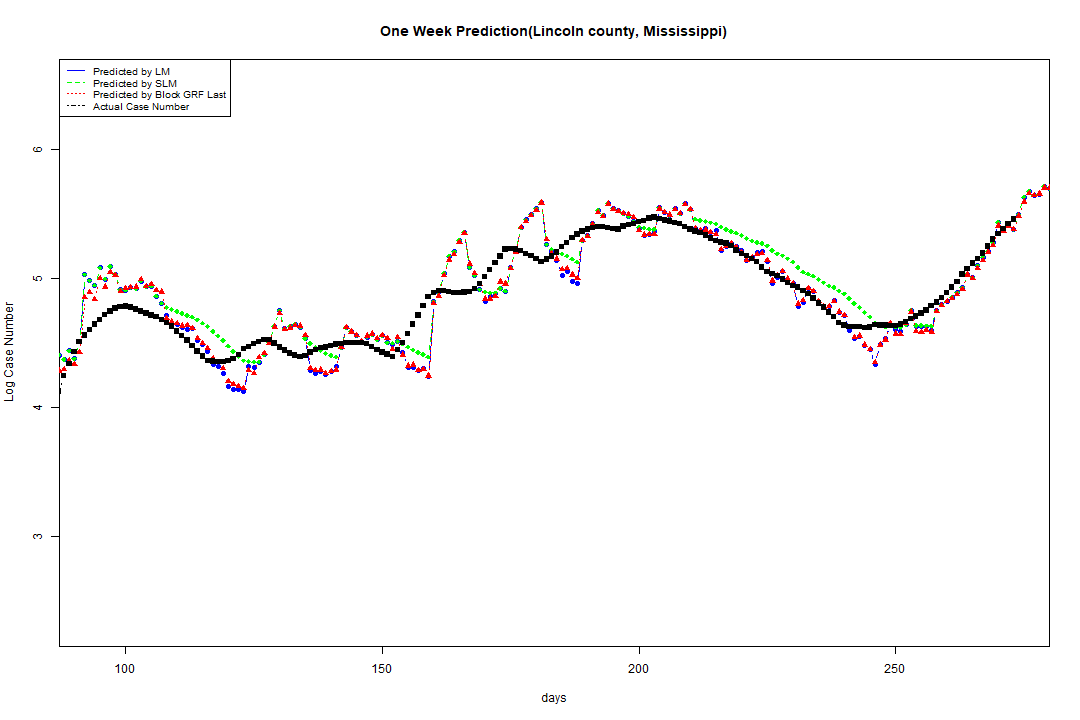 One Week Prediction(Lincoln county, Mississippi)
Predicted by LM
Predicted by SLM
Predicted by Block GRF Last
Actual Case Number
6
5
4
3
Log Case Number
100 150 200 250
days